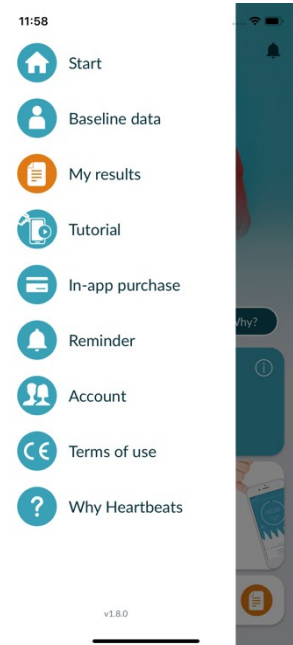 11:58
Start
Baseline data
My results
Tutorial
In-app purchase
Reminder
Account
CE Terms of use
? Why Heartbeats
Why?
v1.8.0